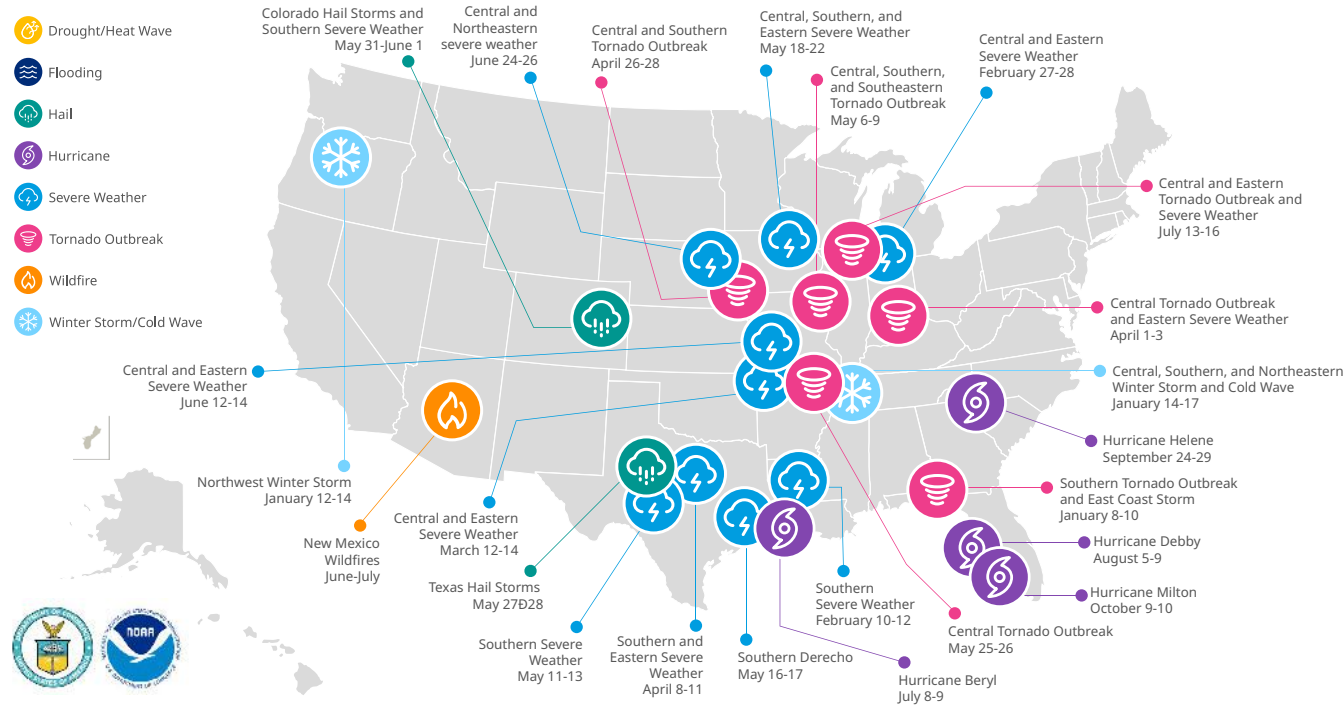 Drought/Heat Wave
Flooding
Hail
Hurricane
Severe Weather
Tornado Outbreak
Wildfire
Winter Storm/Cold Wave
Colorado Hail Storms and
Southern Severe Weather
May 31-June 1
Central and
Northeastern
severe weather
June 24-26
Central and Southern
Tornado Outbreak
April 26-28
Central, Southern, and
Eastern Severe Weather
May 18-22
Central, Southern,
and Southeastern
Tornado Outbreak
May 6-9
Central and Eastern
Severe Weather
February 27-28
Central and Eastern
Tornado Outbreak and
Severe Weather
July 13-16
Central Tornado Outbreak
and Eastern Severe Weather
April 1-3
Central, Southern, and Northeastern
Winter Storm and Cold Wave
January 14-17
Hurricane Helene
September 24-29
Southern Tornado Outbreak
and East Coast Storm
January 8-10
Hurricane Debby
August 5-9
Hurricane Milton
October 9-10
Central and Eastern
Severe Weather
June 12-14
Northwest Winter Storm
January 12-14
New Mexico
Wildfires
June-July
Central and Eastern
Severe Weather
March 12-14
Texas Hail Storms
May 27Ð28
Southern Severe
Weather
May 11-13
Southern and
Eastern Severe
Weather
April 8-11
Southern Derecho
May 16-17
Hurricane Beryl
July 8-9
Southern
Severe Weather
February 10-12
Central Tornado Outbreak
May 25-26
NOAA